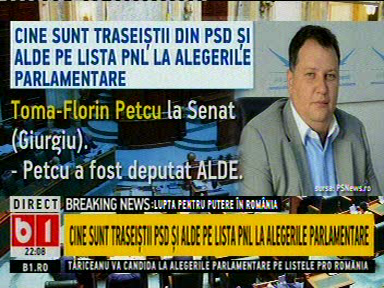 CINE SUNT TRASEIȘTII DIN PSD ȘI
ALDE PE LISTA PNL LA ALEGERILE
PARLAMENTARE
Toma-Florin Petcu la Senat
(Giurgiu).
- Petcu a fost deputat ALDE.
sursa: PSNews.ro
DIRECT
BREAKING NEWS: LUPTA PENTRU PUTERE ÎN ROMÂNIA
b1
CINE SUNT TRASEIȘTII PSD ȘI ALDE PE LISTA PNL LA ALEGERILE PARLAMENTARE
22:08
B1.RO
TĂRICEANU VA CANDIDA LA ALEGERILE PARLAMENTARE PE LISTELE PRO ROMÂNIA